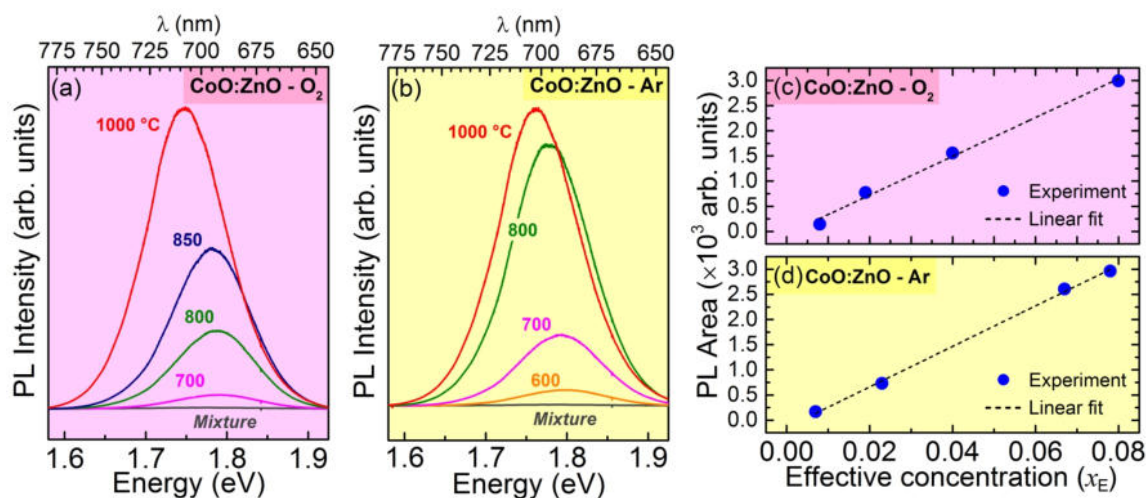 λ (nm)
775 750 725 700 675 650
(a) CoO:ZnO - O₂
1000 °C
850
800
700
Mixture
PL Intensity (arb. units)
1.6 1.7 1.8 1.9
Energy (eV)
λ (nm)
775 750 725 700 675 650
(b) CoO:ZnO - Ar
1000 °C
800
700
600
Mixture
PL Intensity (arb. units)
1.6 1.7 1.8 1.9
Energy (eV)
PL Area (×10³ arb. units)
(c) CoO:ZnO - O₂
3.0
2.5
1.5
1.0
0.5
0.0
Experiment
Linear fit
(d) CoO:ZnO - Ar
3.0
2.5
1.5
1.0
0.5
0.0
Experiment
Linear fit
0.00 0.02 0.04 0.06 0.08
Effective concentration (xE)